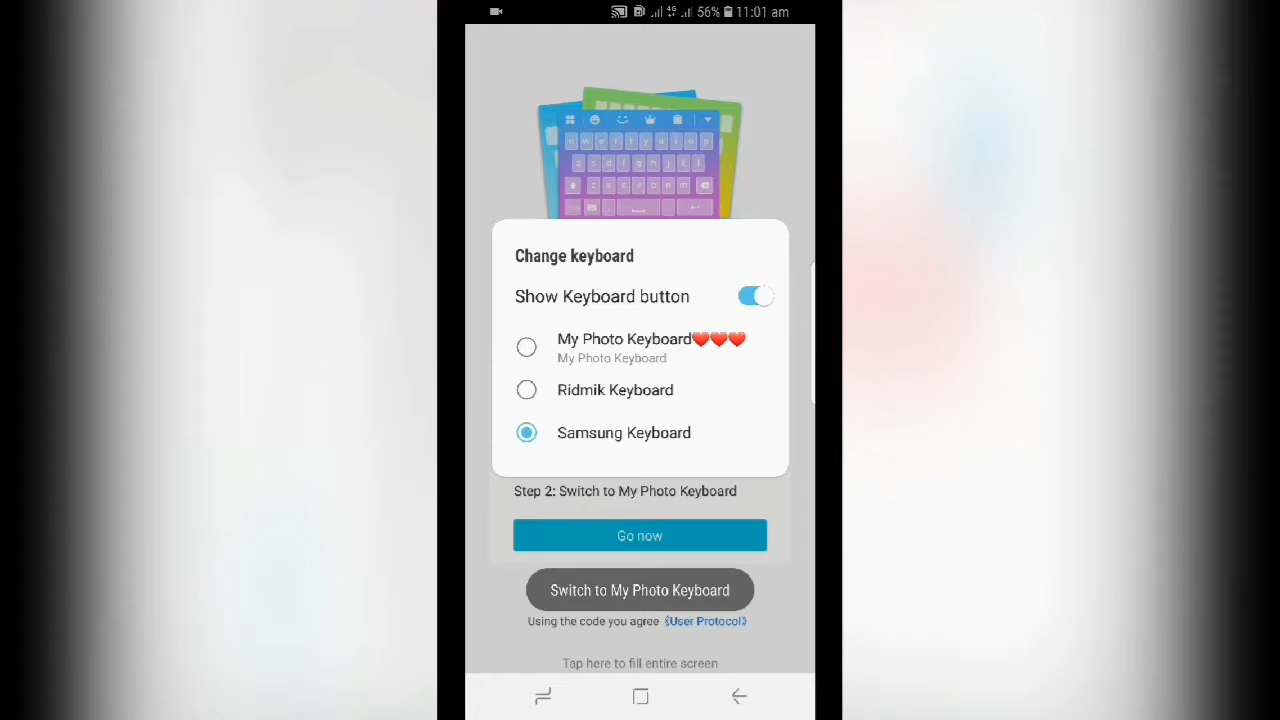 4G 56% 11:01 am
Change keyboard
Show Keyboard button
My Photo Keyboard❤️❤️❤️
My Photo Keyboard
Ridmik Keyboard
Samsung Keyboard
Step 2: Switch to My Photo Keyboard
Go now
Switch to My Photo Keyboard
Using the code you agree 《User Protocol》
Tap here to fill entire screen